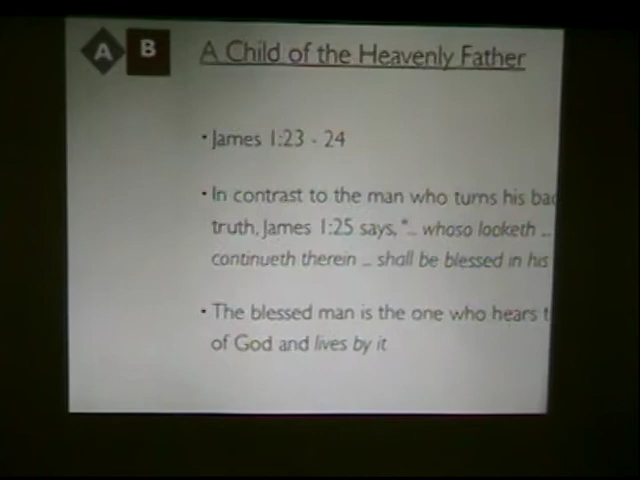 A B
A Child of the Heavenly Father
• James 1:23 - 24
• In contrast to the man who turns his
truth, James 1:25 says, "... whoso looketh ...
continueth therein ... shall be blessed in his
• The blessed man is the one who hears
of God and lives by it